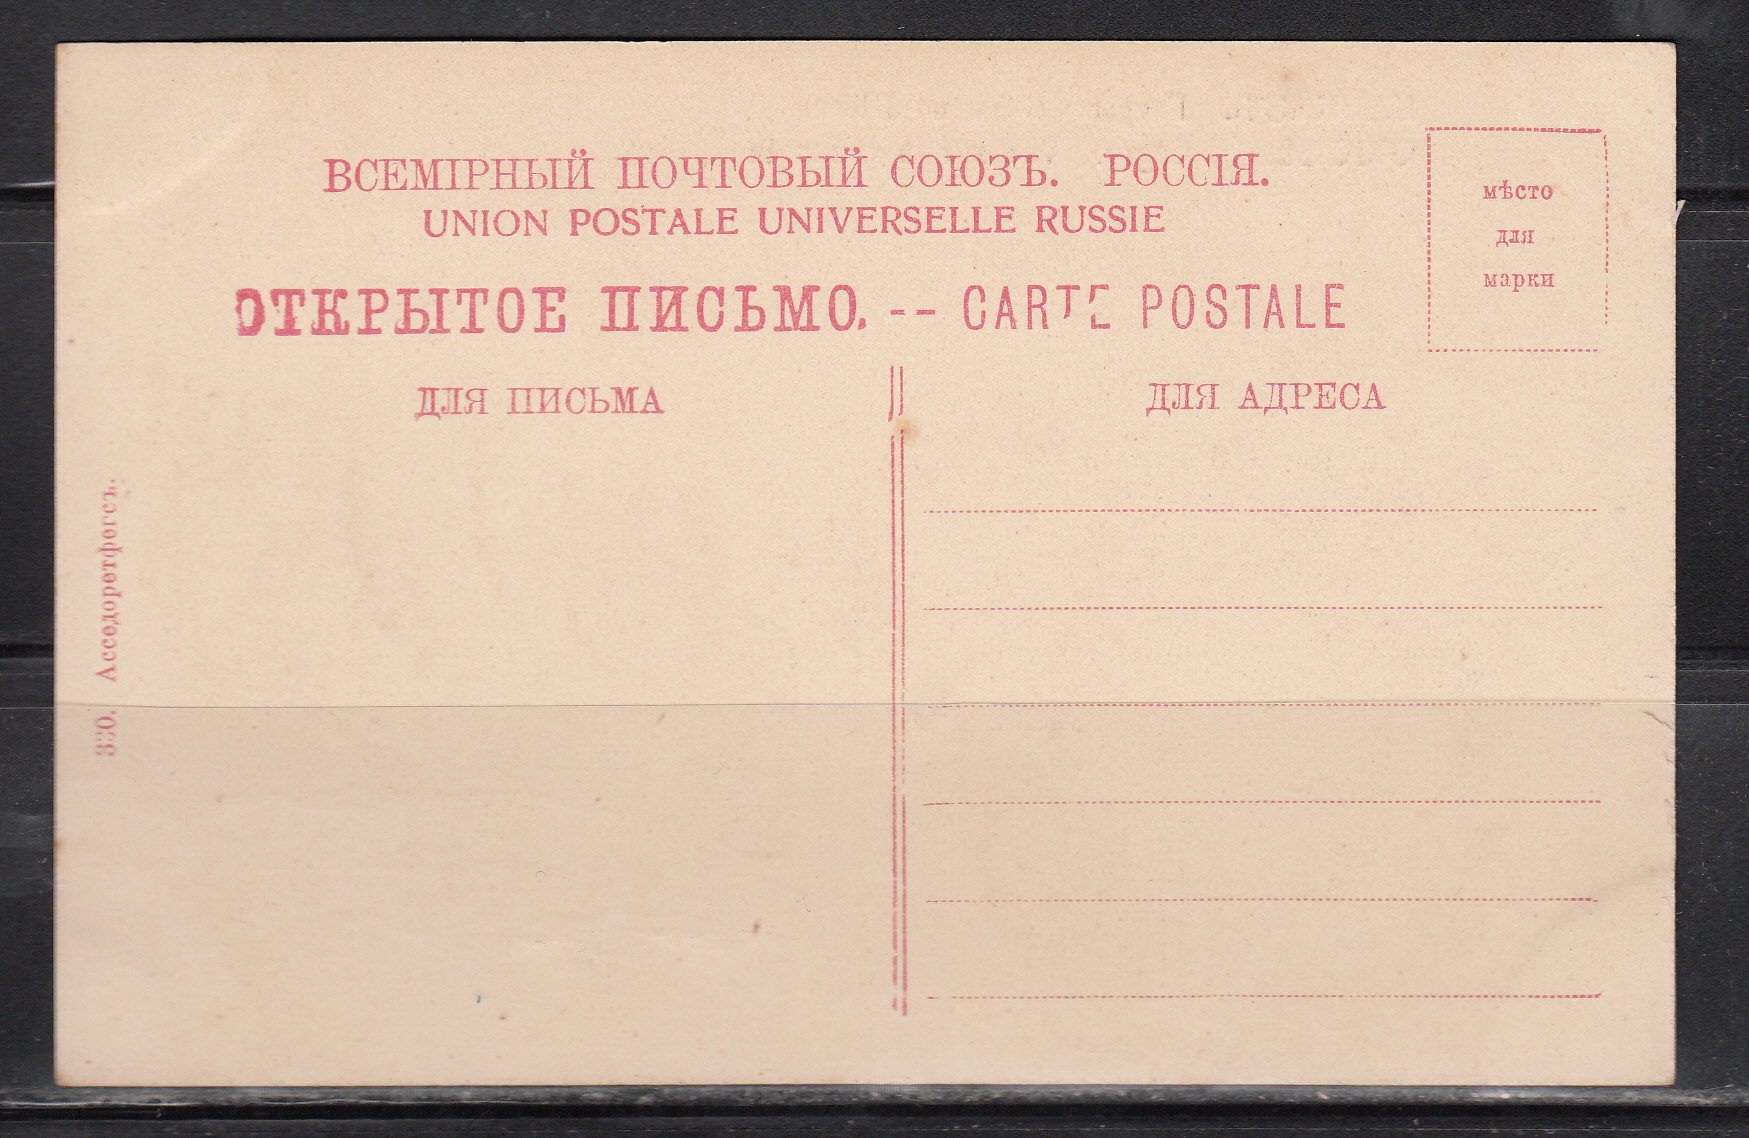 ВСЕМІРНЫЙ ПОЧТОВЫЙ СОЮЗЪ. РОССІЯ.
UNION POSTALE UNIVERSELLE RUSSIE
ОТКРЫТОЕ ПИСЬМО. -- CARTE POSTALE
мѣсто
для
марки
ДЛЯ ПИСЬМА
ДЛЯ АДРЕСА
Асседоретфегсъ.